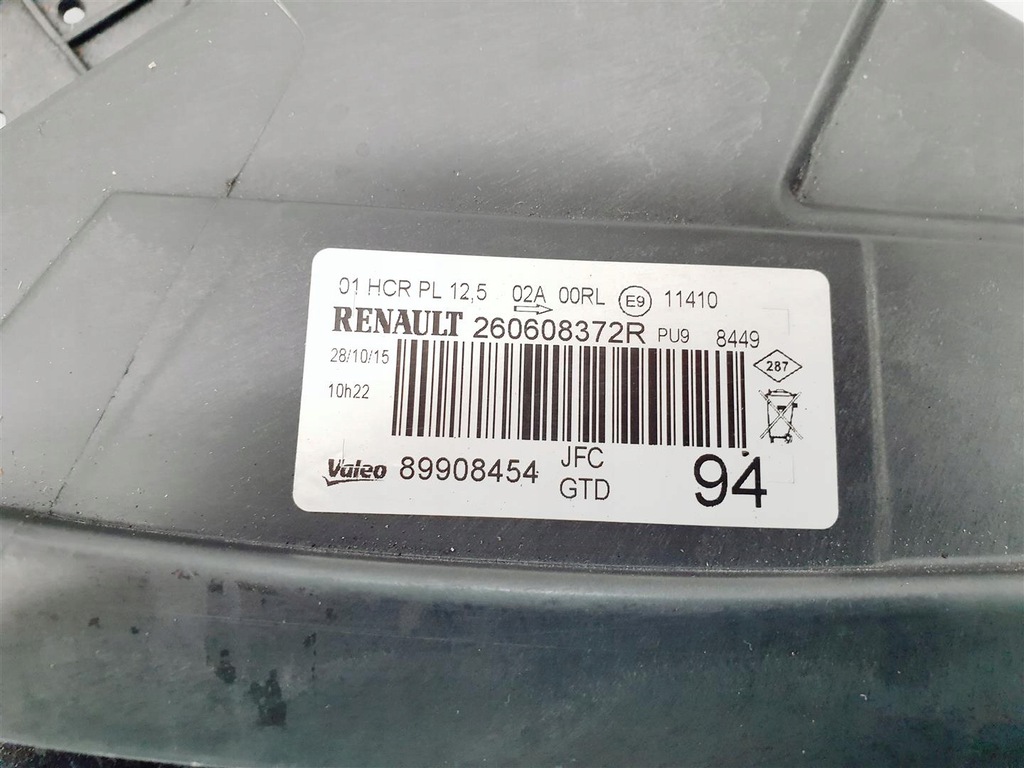 01 HCR PL 12,5 02A 00RL E9 11410
RENAULT 260608372R PU9 8449
28/10/15
287
10h22
Valeo 89908454 JFC
GTD
94